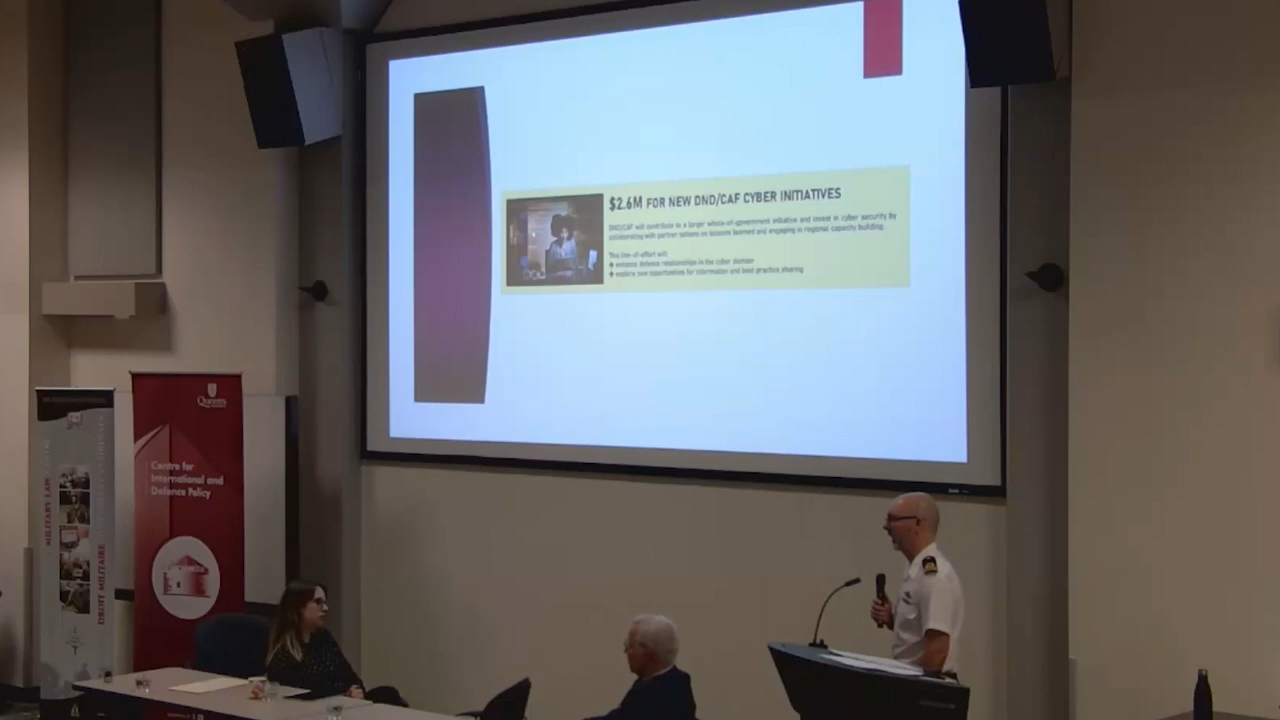 $2.6M FOR NEW DND/CAF CYBER INITIATIVES
DND/CAF will contribute to a larger whole-of-government initiative and invest in cyber security by
collaborating with partner nations on lessons learned and engaging in regional capacity building.
This line-of-effort will:
enhance defence relationships in the cyber domain
explore new opportunities for information and best practice sharing
Queen's
Centre for
International and
Defence Policy
MILITARY LAW
DROIT MILITAIRE